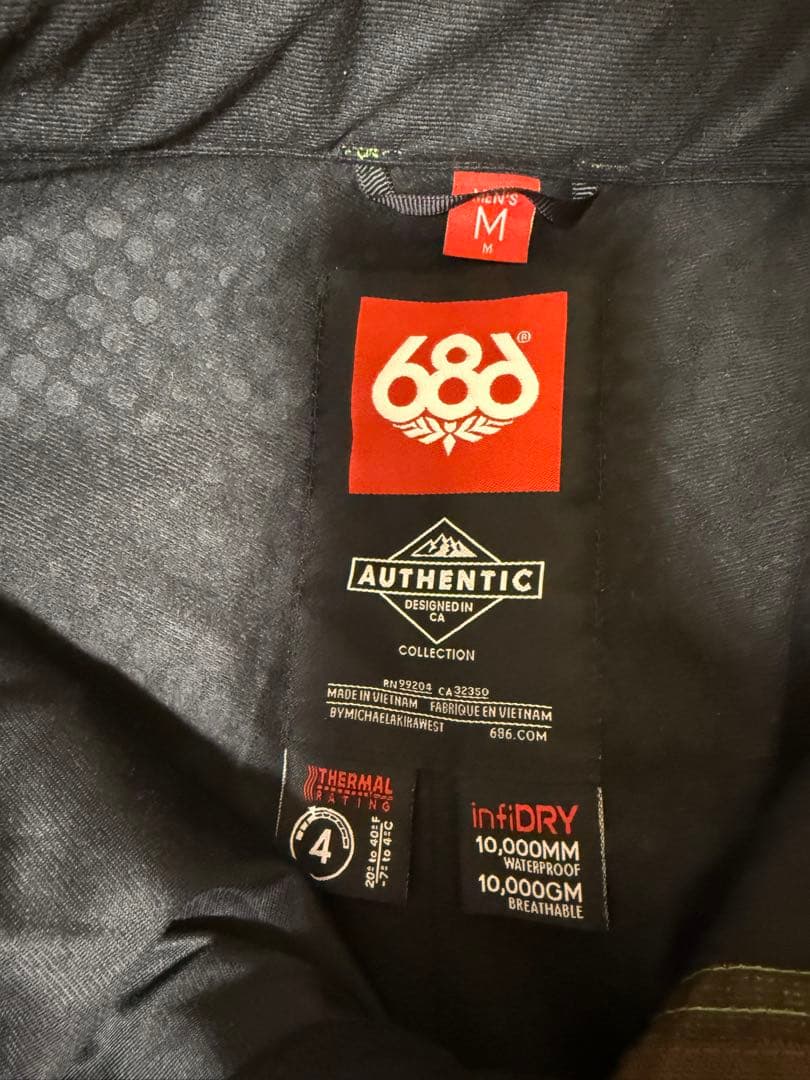 MEN'S
M
M
686®
AUTHENTIC
DESIGNED IN
CA
COLLECTION
RN 99204 CA 32350
MADE IN VIETNAM FABRIQUE EN VIETNAM
BYMICHAELAKIRAWEST 686.COM
THERMAL
RATING
4
20° to 40°F
-7° to 4°C
infiDRY
10,000MM
WATERPROOF
10,000GM
BREATHABLE